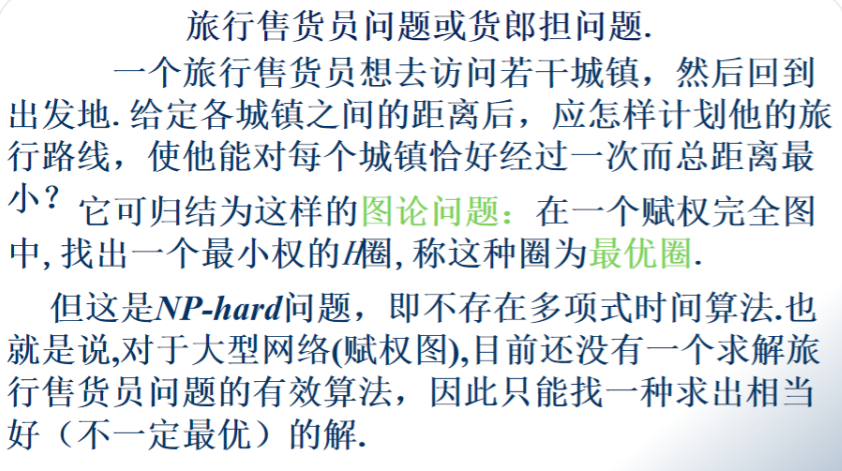 旅行售货员问题或货郎担问题.
一个旅行售货员想去访问若干城镇，然后回到
出发地.给定各城镇之间的距离后，应怎样计划他的旅
行路线，使他能对每个城镇恰好经过一次而总距离最
小？
它可归结为这样的图论问题：在一个赋权完全图
中,找出一个最小权的H圈,称这种圈为最优圈.
但这是NP-hard问题，即不存在多项式时间算法.也
就是说,对于大型网络(赋权图),目前还没有一个求解旅
行售货员问题的有效算法，因此只能找一种求出相当
好（不一定最优）的解.